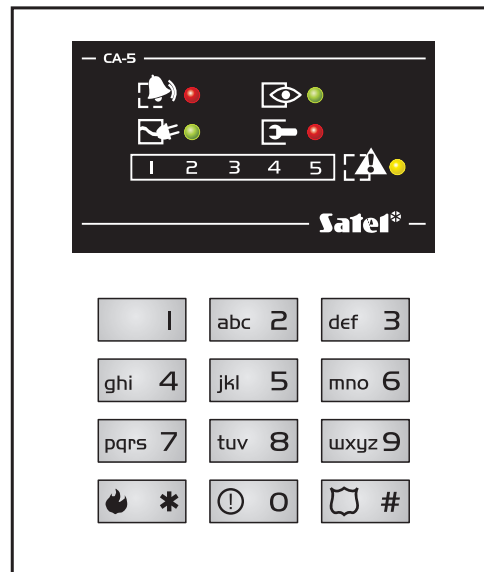 CA-5
1 2 3 4 5
Satel*
1 abc 2 def 3
ghi 4 jkl 5 mno 6
pqrs 7 tuv 8 wxyz 9
* 0 #